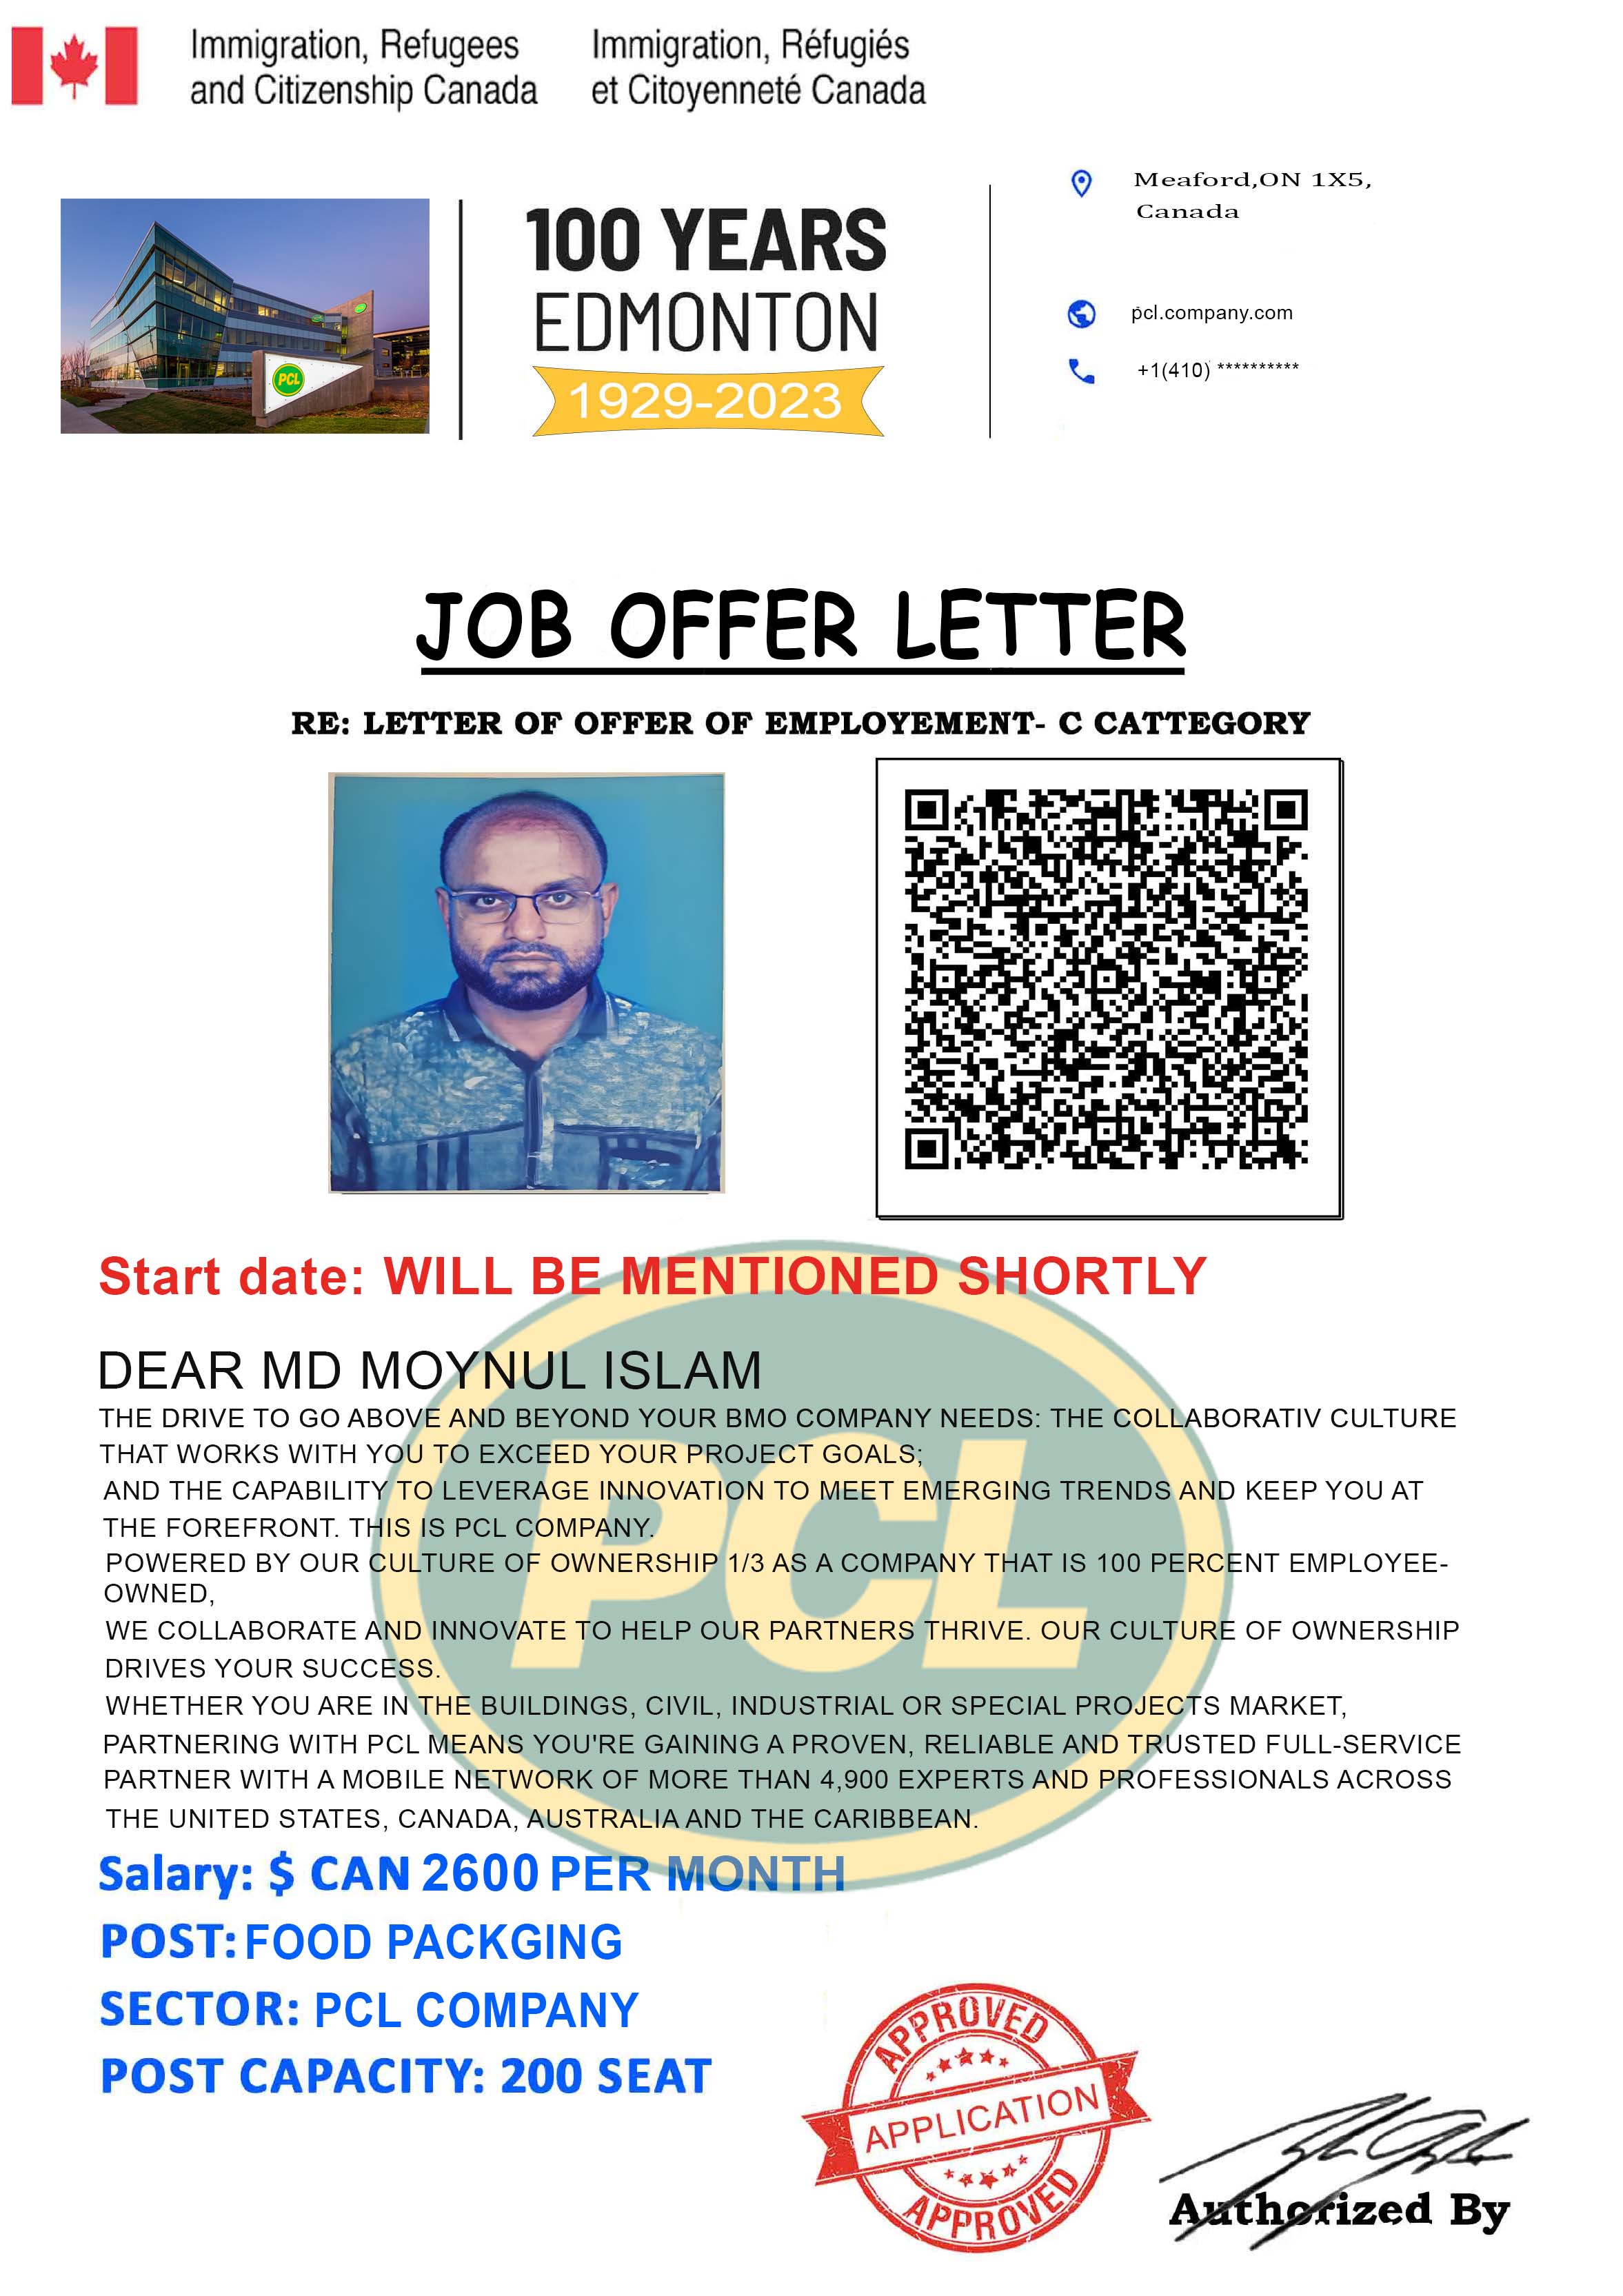 Immigration, Refugees
and Citizenship Canada
Immigration, Réfugiés
et Citoyenneté Canada
Meaford,ON 1X5,
Canada
pcl.company.com
+1(410) **********
PCL
100 YEARS
EDMONTON
1929-2023
JOB OFFER LETTER
RE: LETTER OF OFFER OF EMPLOYEMENT- C CATTEGORY
Start date: WILL BE MENTIONED SHORTLY
DEAR MD MOYNUL ISLAM
THE DRIVE TO GO ABOVE AND BEYOND YOUR BMO COMPANY NEEDS: THE COLLABORATIV CULTURE
THAT WORKS WITH YOU TO EXCEED YOUR PROJECT GOALS;
AND THE CAPABILITY TO LEVERAGE INNOVATION TO MEET EMERGING TRENDS AND KEEP YOU AT
THE FOREFRONT. THIS IS PCL COMPANY.
POWERED BY OUR CULTURE OF OWNERSHIP 1/3 AS A COMPANY THAT IS 100 PERCENT EMPLOYEE-
OWNED,
WE COLLABORATE AND INNOVATE TO HELP OUR PARTNERS THRIVE. OUR CULTURE OF OWNERSHIP
DRIVES YOUR SUCCESS.
WHETHER YOU ARE IN THE BUILDINGS, CIVIL, INDUSTRIAL OR SPECIAL PROJECTS MARKET,
PARTNERING WITH PCL MEANS YOU'RE GAINING A PROVEN, RELIABLE AND TRUSTED FULL-SERVICE
PARTNER WITH A MOBILE NETWORK OF MORE THAN 4,900 EXPERTS AND PROFESSIONALS ACROSS
THE UNITED STATES, CANADA, AUSTRALIA AND THE CARIBBEAN.
PCL
Salary: $ CAN 2600 PER MONTH
POST: FOOD PACKGING
SECTOR: PCL COMPANY
POST CAPACITY: 200 SEAT
APPROVED
APPLICATION
APPROVED
Authorized By